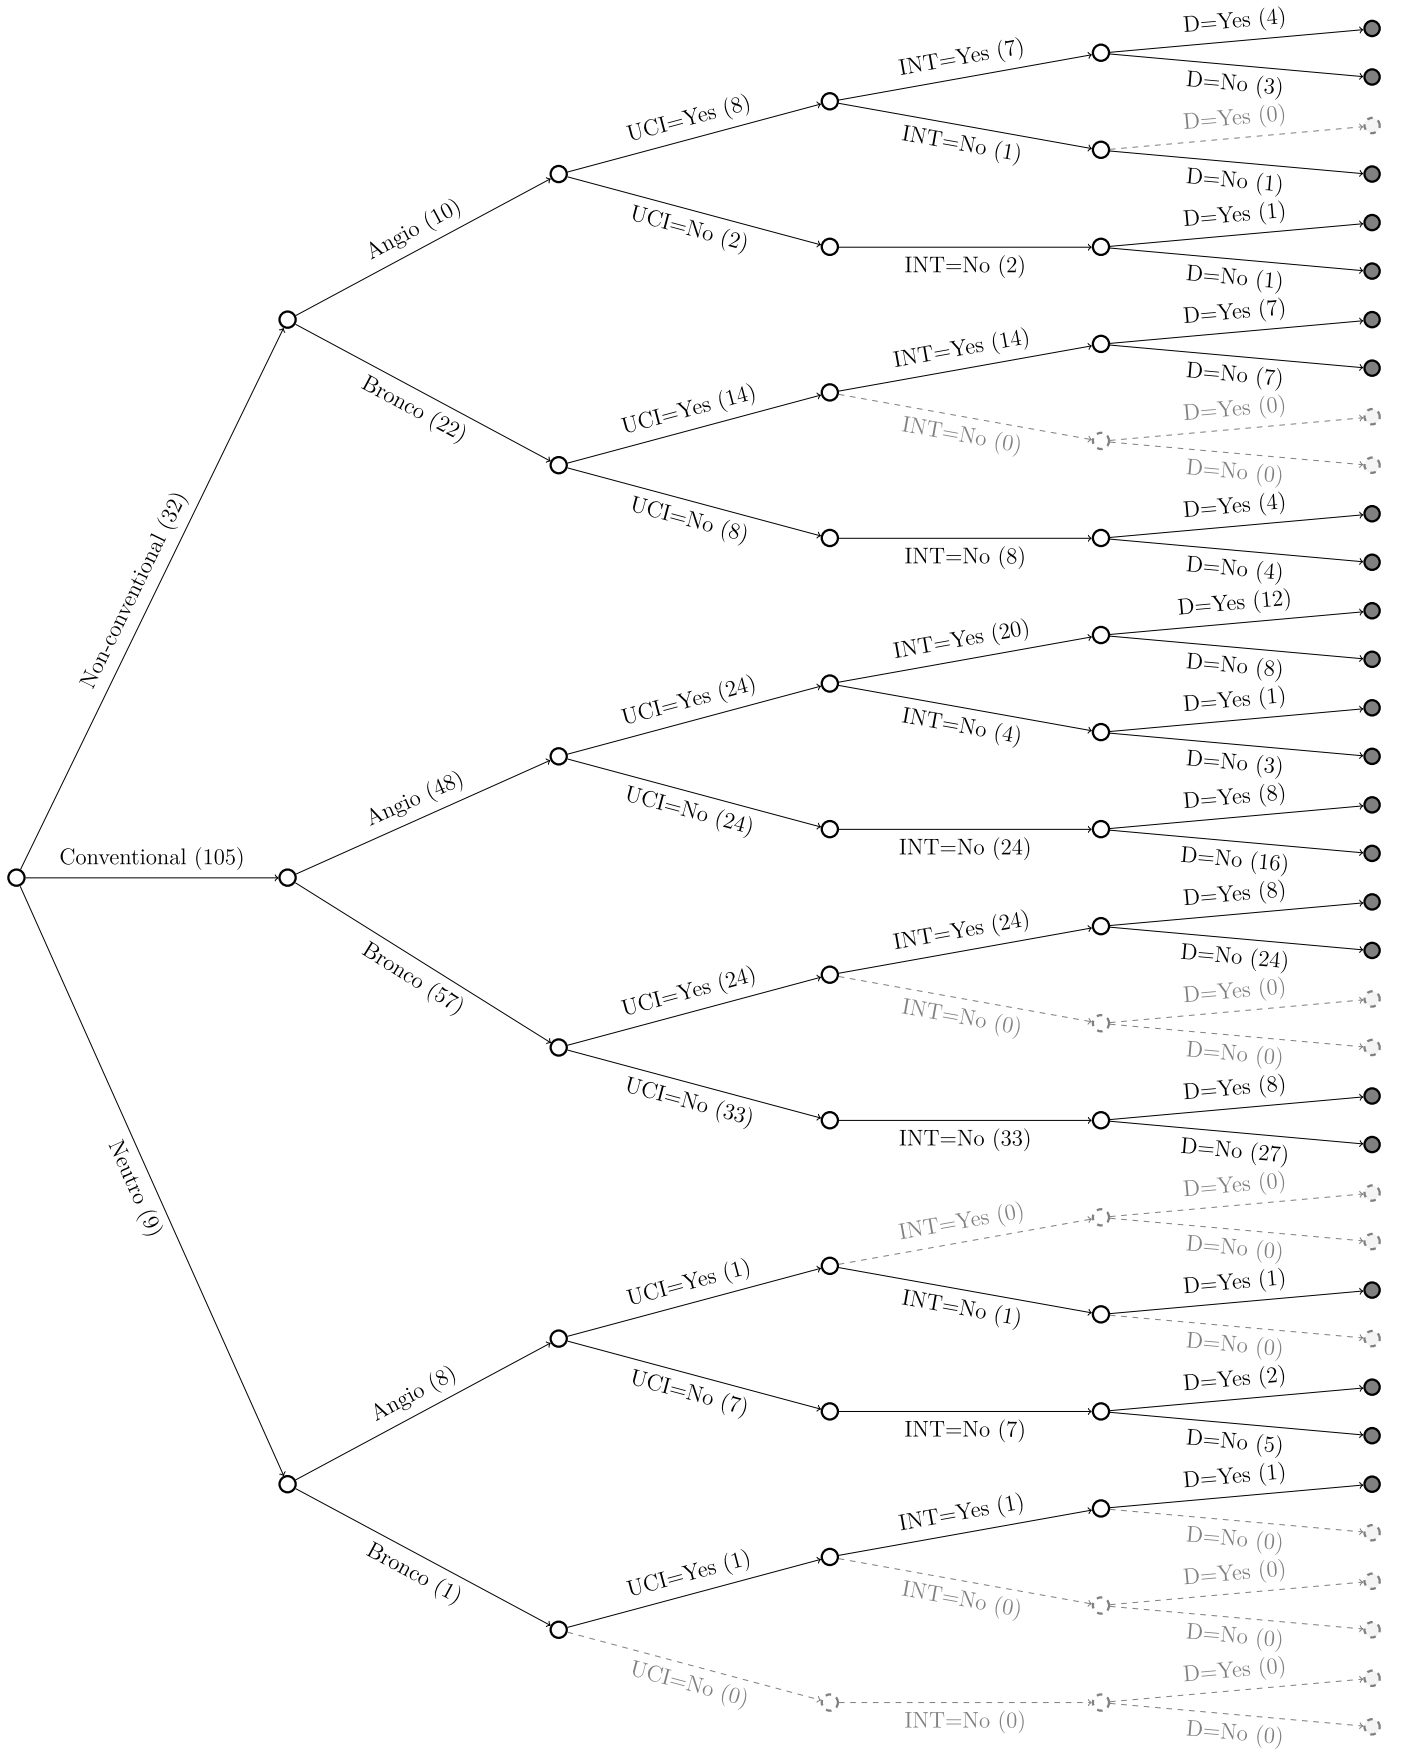 Non-conventional (32)
Conventional (105)
Neutro (9)
Angio (10)
Bronco (22)
Angio (48)
Bronco (57)
Angio (8)
Bronco (1)
UCI=Yes (8)
UCI=No (2)
UCI=Yes (14)
UCI=No (8)
UCI=Yes (24)
UCI=No (24)
UCI=Yes (24)
UCI=No (33)
UCI=Yes (1)
UCI=No (7)
UCI=Yes (1)
UCI=No (0)
INT=Yes (7)
INT=No (1)
INT=No (2)
INT=Yes (14)
INT=No (0)
INT=No (8)
INT=Yes (20)
INT=No (4)
INT=No (24)
INT=Yes (24)
INT=No (0)
INT=No (33)
INT=Yes (0)
INT=No (1)
INT=No (7)
INT=Yes (1)
INT=No (0)
INT=No (0)
D=Yes (4)
D=No (3)
D=Yes (0)
D=No (1)
D=Yes (1)
D=No (1)
D=Yes (7)
D=No (7)
D=Yes (0)
D=No (0)
D=Yes (4)
D=No (4)
D=Yes (12)
D=No (8)
D=Yes (1)
D=No (3)
D=Yes (8)
D=No (16)
D=Yes (8)
D=No (24)
D=Yes (0)
D=No (0)
D=Yes (8)
D=No (27)
D=Yes (0)
D=No (0)
D=Yes (1)
D=No (0)
D=Yes (2)
D=No (5)
D=Yes (1)
D=No (0)
D=Yes (0)
D=No (0)
D=Yes (0)
D=No (0)